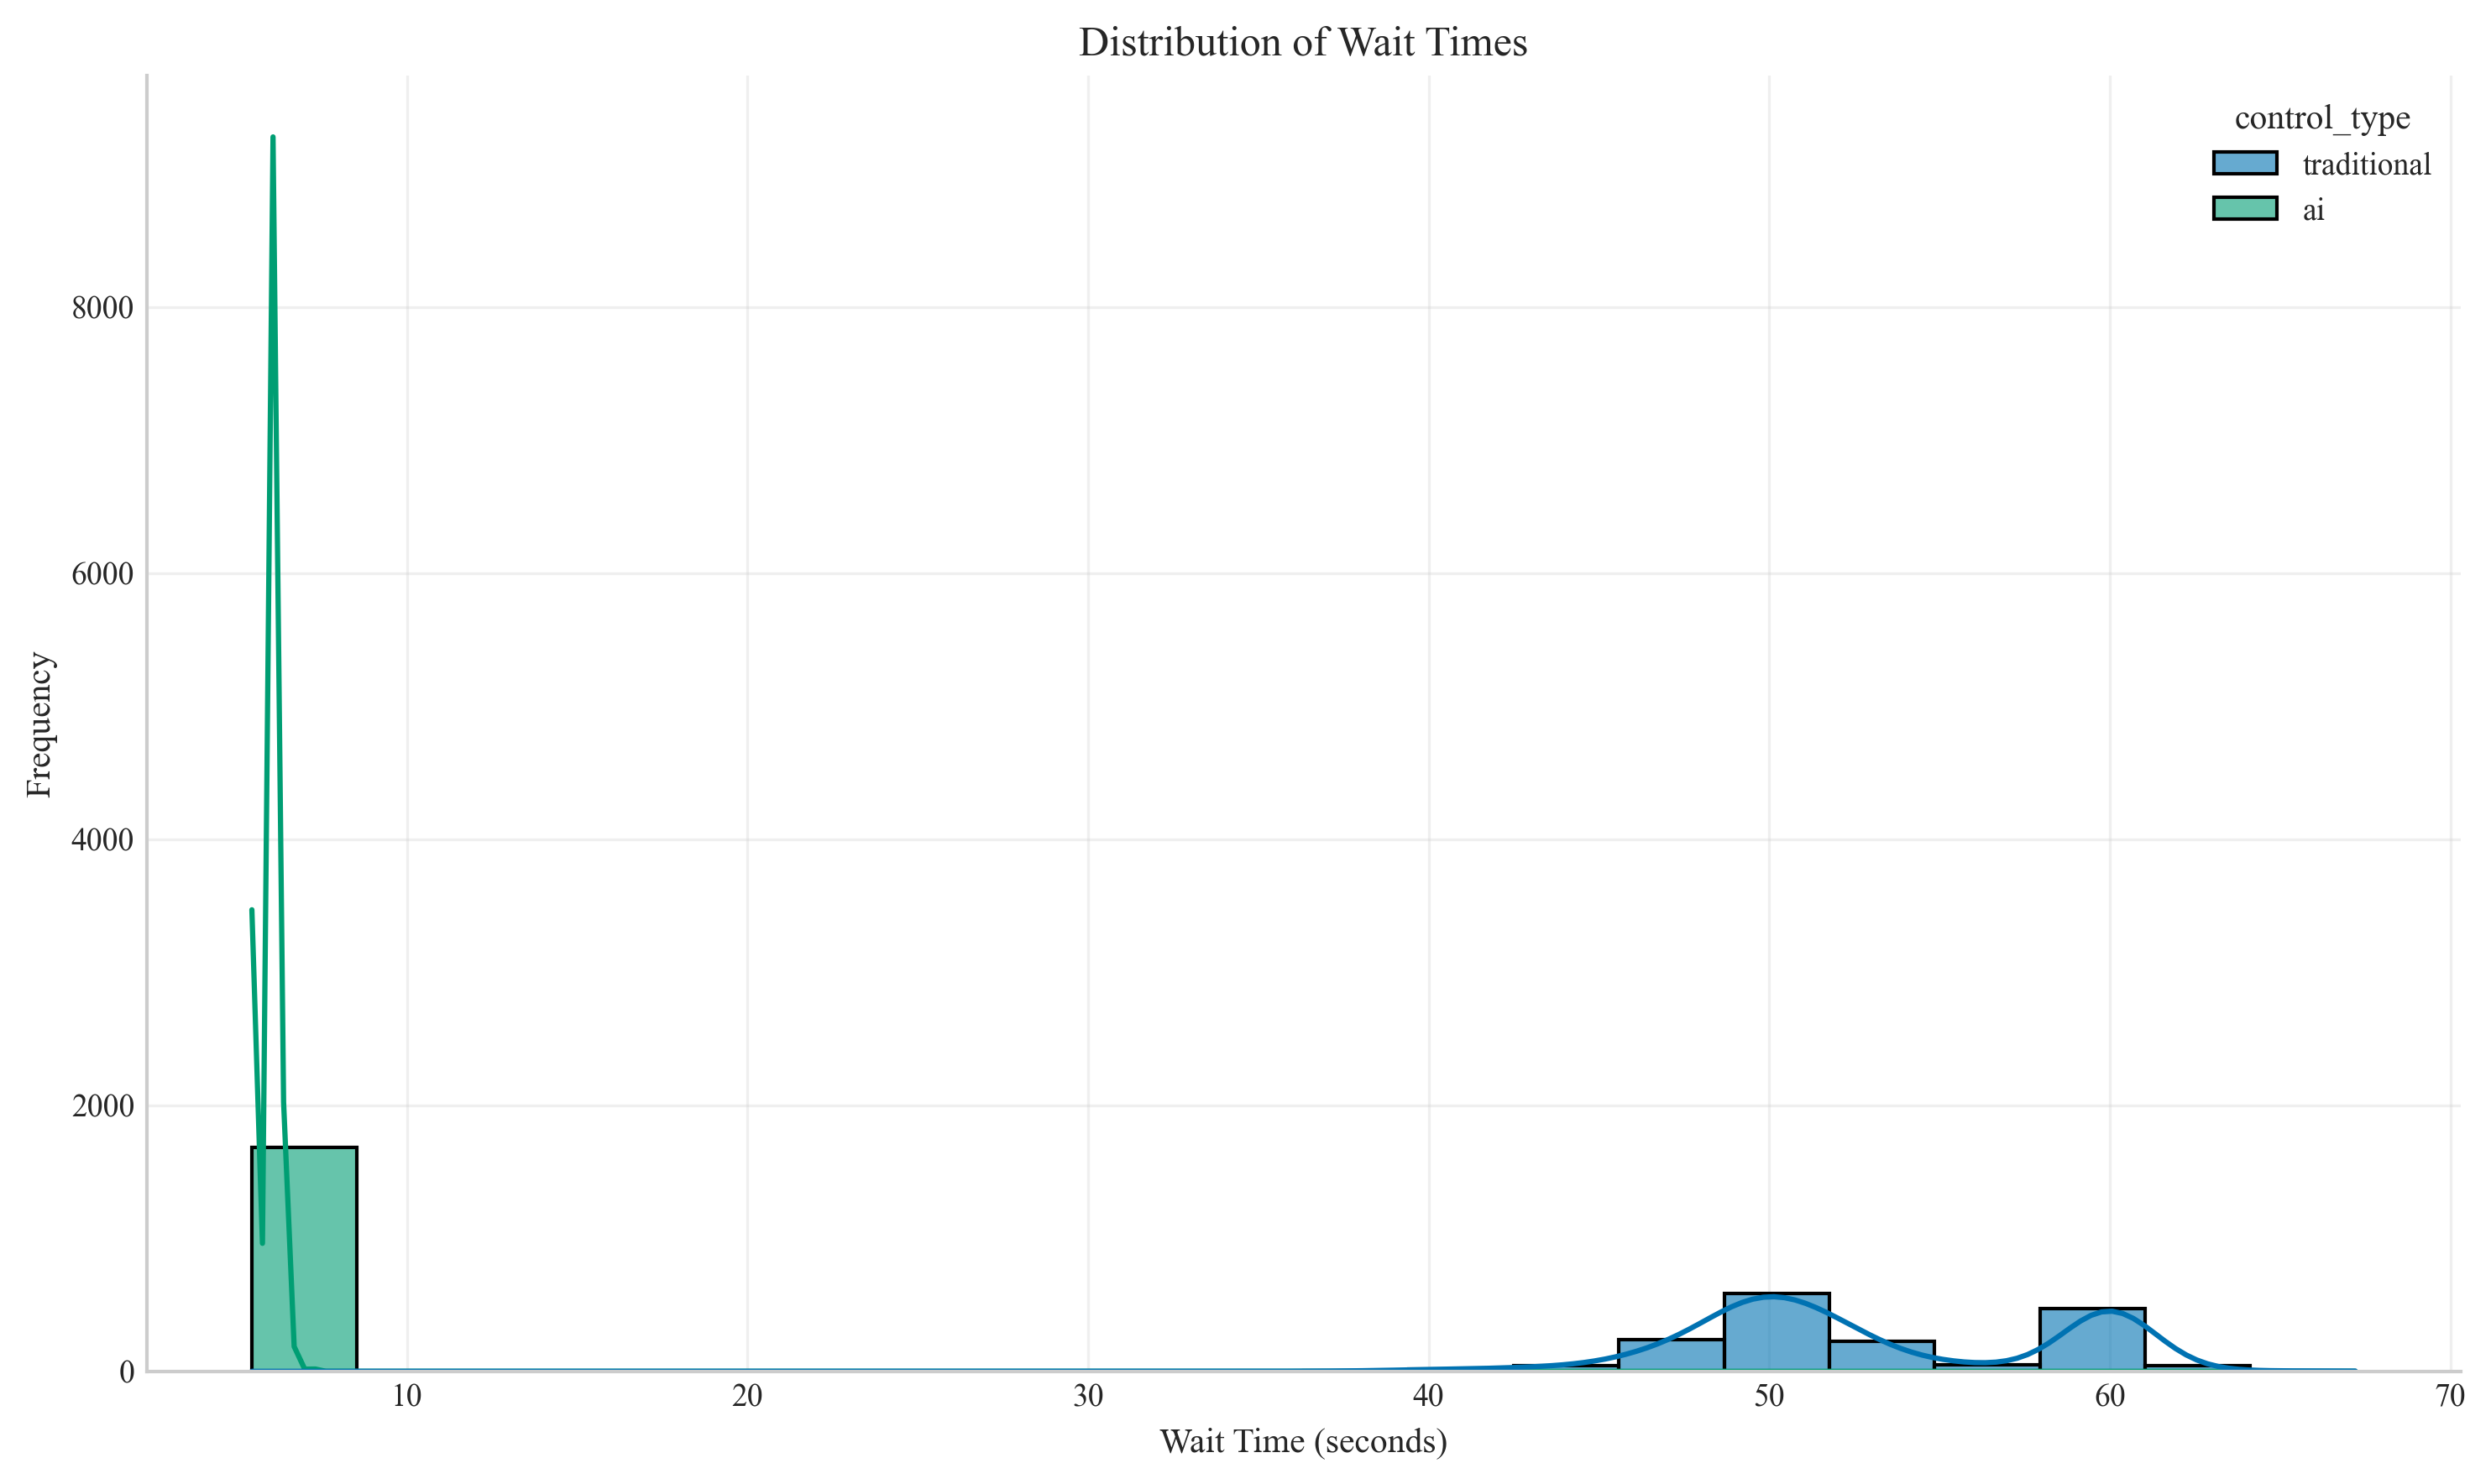 Distribution of Wait Times
control_type
traditional
ai
Frequency
8000
6000
4000
2000
0
10 20 30 40 50 60 70
Wait Time (seconds)